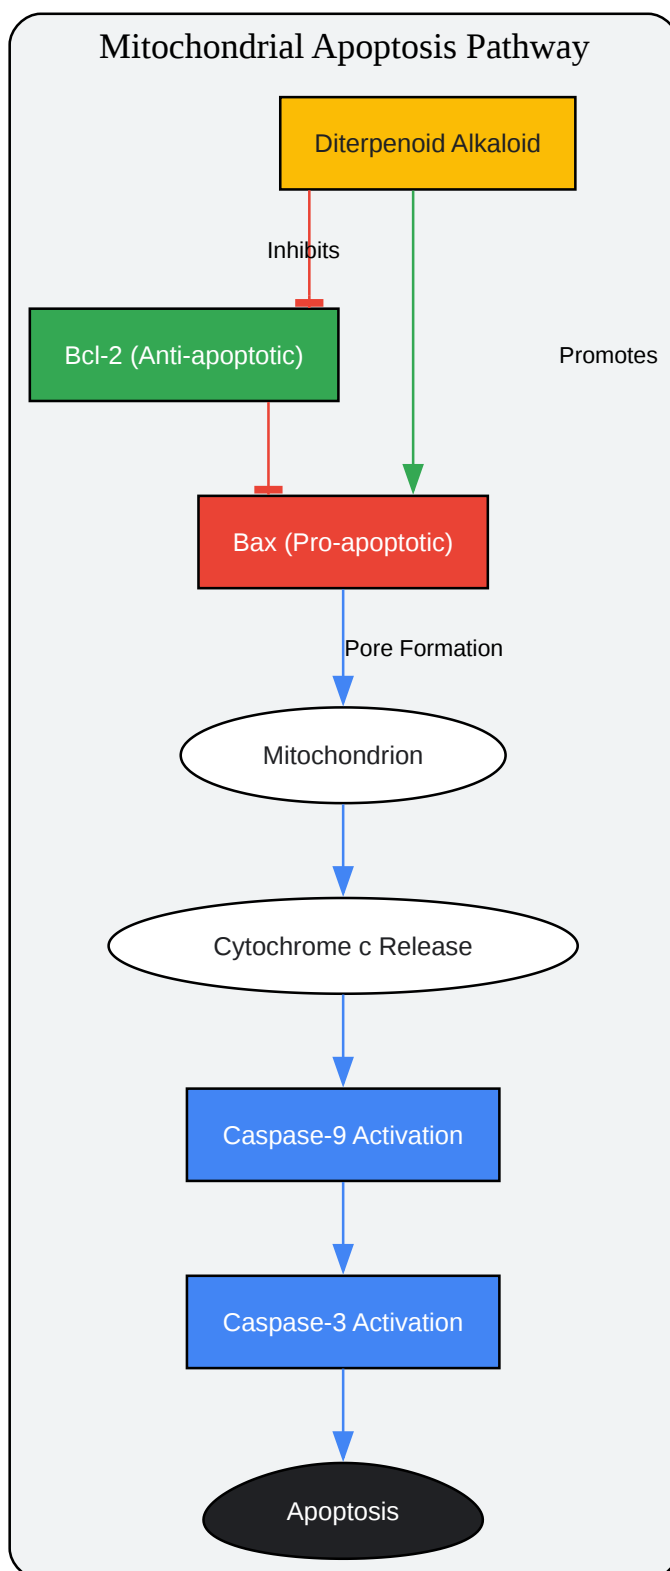 Mitochondrial Apoptosis Pathway
Diterpenoid Alkaloid
Inhibits
Bcl-2 (Anti-apoptotic)
Promotes
Bax (Pro-apoptotic)
Pore Formation
Mitochondrion
Cytochrome c Release
Caspase-9 Activation
Caspase-3 Activation
Apoptosis